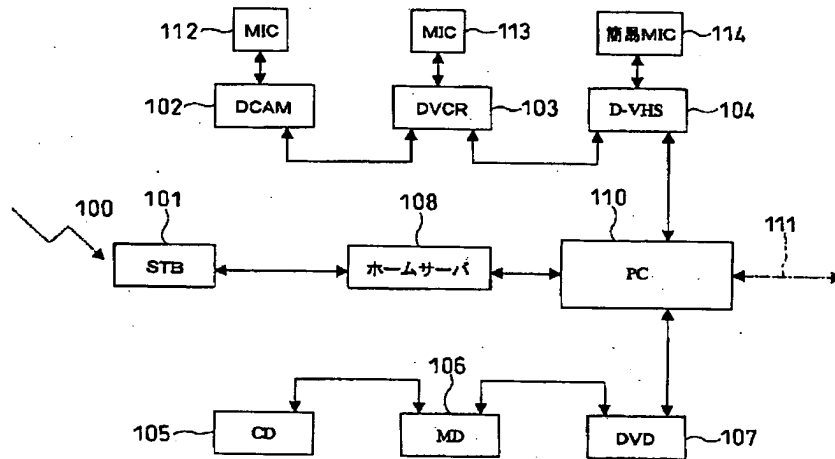 112
MIC
MIC
113
簡易MIC
114
102
DCAM
DVCR
103
D-VHS
104
100
101
108
110
111
STB
ホームサーバ
PC
106
105
CD
MD
DVD
107